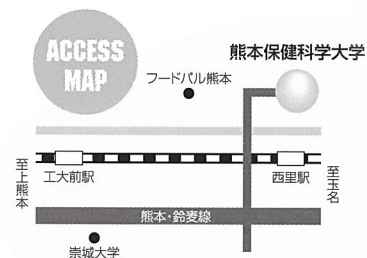 ACCESS
MAP
熊本保健科学大学
フードパル熊本
至上熊本
工大前駅
西里駅
至玉名
熊本・鈴麦線
崇城大学